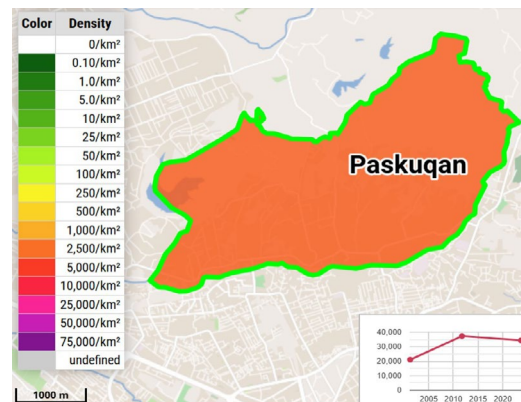 Color Density
0/km²
0.10/km²
1.0/km²
5.0/km²
10/km²
25/km²
50/km²
100/km²
250/km²
500/km²
1,000/km²
2,500/km²
5,000/km²
10,000/km²
25,000/km²
50,000/km²
75,000/km²
undefined
Paskuqan
1000 m
40,000
30,000
20,000
10,000
0
2005 2010 2015 2020